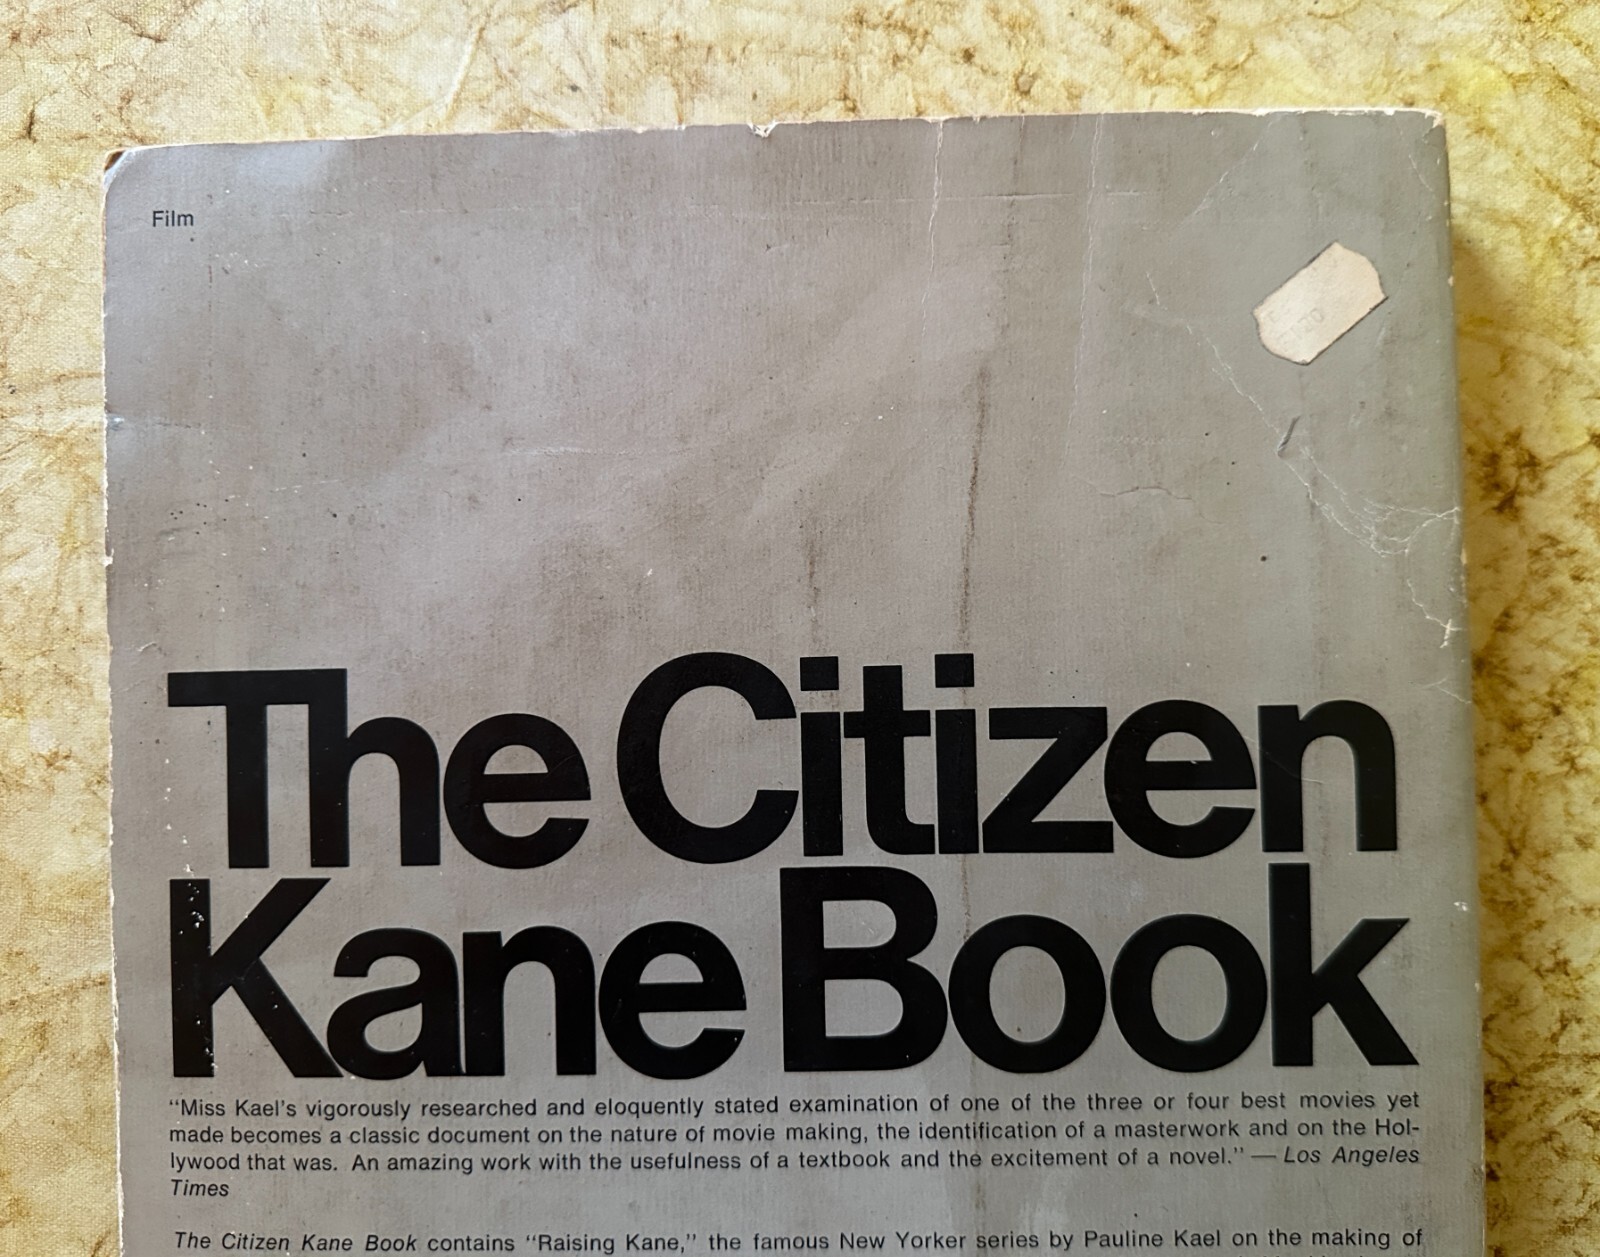 Film
The Citizen
Kane Book
“Miss Kael’s vigorously researched and eloquently stated examination of one of the three or four best movies yet
made becomes a classic document on the nature of movie making, the identification of a masterwork and on the Hol-
lywood that was. An amazing work with the usefulness of a textbook and the excitement of a novel.” — Los Angeles
Times
The Citizen Kane Book contains “Raising Kane,” the famous New Yorker series by Pauline Kael on the making of